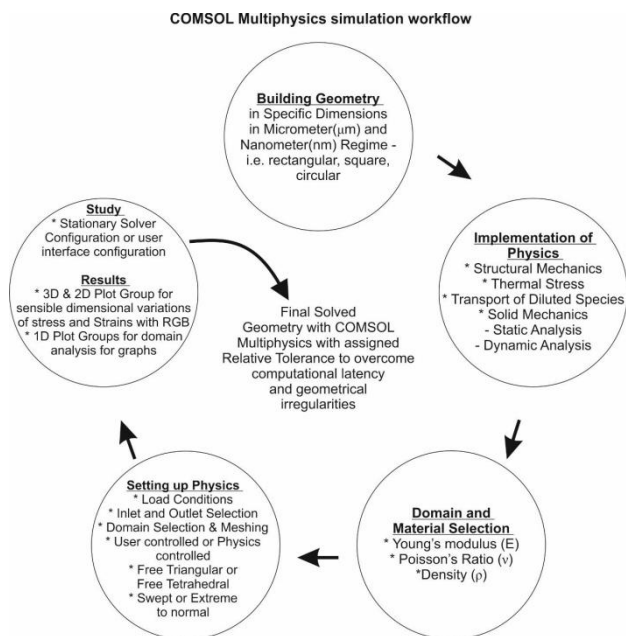 COMSOL Multiphysics simulation workflow
Building Geometry
in Specific Dimensions
in Micrometer(μm) and
Nanometer(nm) Regime -
i.e. rectangular, square,
circular
Implementation of
Physics
* Structural Mechanics
* Thermal Stress
* Transport of Diluted Species
* Solid Mechanics
- Static Analysis
- Dynamic Analysis
Domain and
Material Selection
* Young's modulus (E)
* Poisson's Ratio (ν)
*Density (ρ)
Setting up Physics
* Load Conditions
* Inlet and Outlet Selection
* Domain Selection & Meshing
* User controlled or Physics
controlled
* Free Triangular or
Free Tetrahedral
* Swept or Extreme
to normal
Study
* Stationary Solver
Configuration or user
interface configuration
Results
* 3D & 2D Plot Group for
sensible dimensional variations
of stress and Strains with RGB
* 1D Plot Groups for domain
analysis for graphs
Final Solved
Geometry with COMSOL
Multiphysics with assigned
Relative Tolerance to overcome
computational latency
and geometrical
irregularities